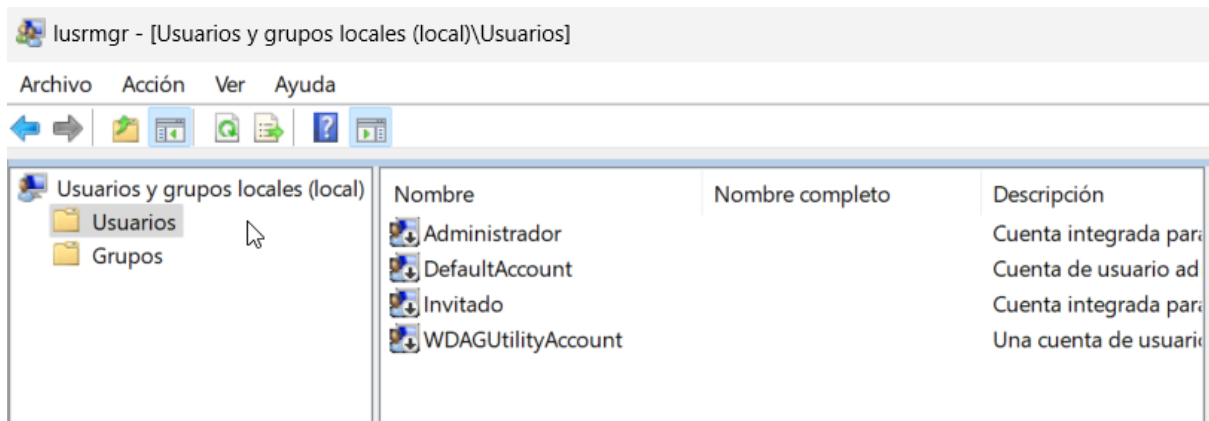 lusrmgr - [Usuarios y grupos locales (local)\Usuarios]
Archivo Acción Ver Ayuda
Usuarios y grupos locales (local)
Usuarios
Grupos
Nombre Nombre completo Descripción
Administrador Cuenta integrada para
DefaultAccount Cuenta de usuario ad
Invitado Cuenta integrada para
WDAGUtilityAccount Una cuenta de usuario